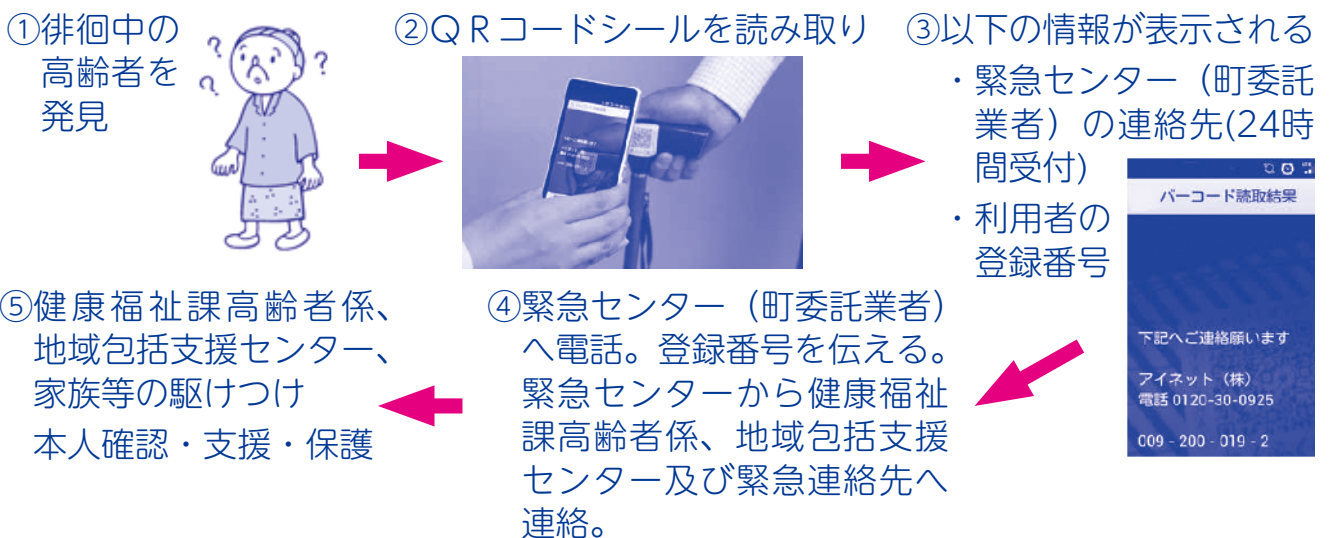 ①徘徊中の
高齢者を
発見
②QRコードシールを読み取り
③以下の情報が表示される
・緊急センター（町委託
業者）の連絡先(24時
間受付)
・利用者の
登録番号
バーコード読取結果
下記へご連絡願います
アイネット（株）
電話 0120-30-0925
009 - 200 - 019 - 2
④緊急センター（町委託業者）
へ電話。登録番号を伝える。
緊急センターから健康福祉
課高齢者係、地域包括支援
センター及び緊急連絡先へ
連絡。
⑤健康福祉課高齢者係、
地域包括支援センター、
家族等の駆けつけ
本人確認・支援・保護